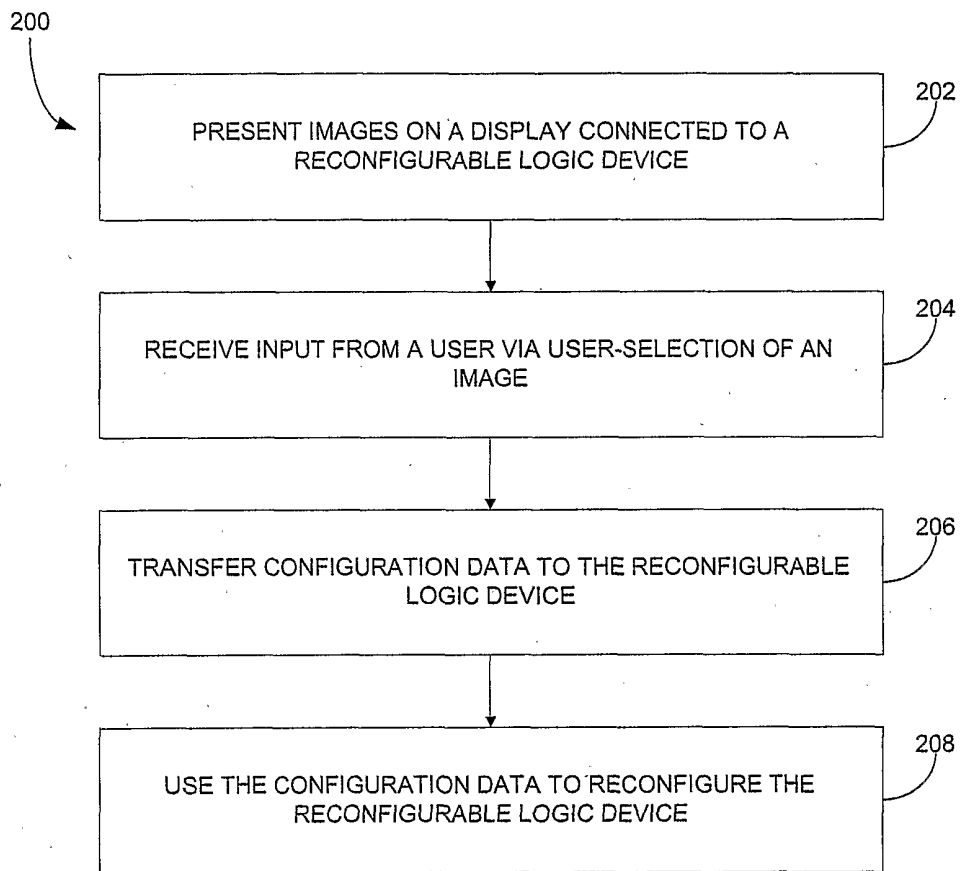 200
202
PRESENT IMAGES ON A DISPLAY CONNECTED TO A
RECONFIGURABLE LOGIC DEVICE
204
RECEIVE INPUT FROM A USER VIA USER-SELECTION OF AN
IMAGE
206
TRANSFER CONFIGURATION DATA TO THE RECONFIGURABLE
LOGIC DEVICE
208
USE THE CONFIGURATION DATA TO RECONFIGURE THE
RECONFIGURABLE LOGIC DEVICE